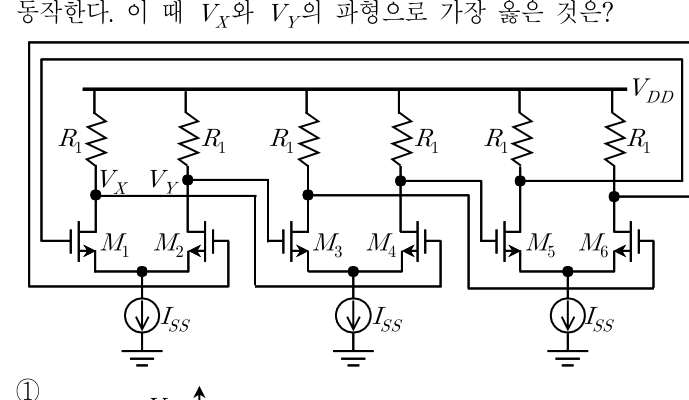 동작한다. 이 때 V_X와 V_Y의 파형으로 가장 옳은 것은?
V_DD
R_1 R_1 R_1 R_1 R_1 R_1
V_X V_Y
M_1 M_2 M_3 M_4 M_5 M_6
I_SS I_SS I_SS
①